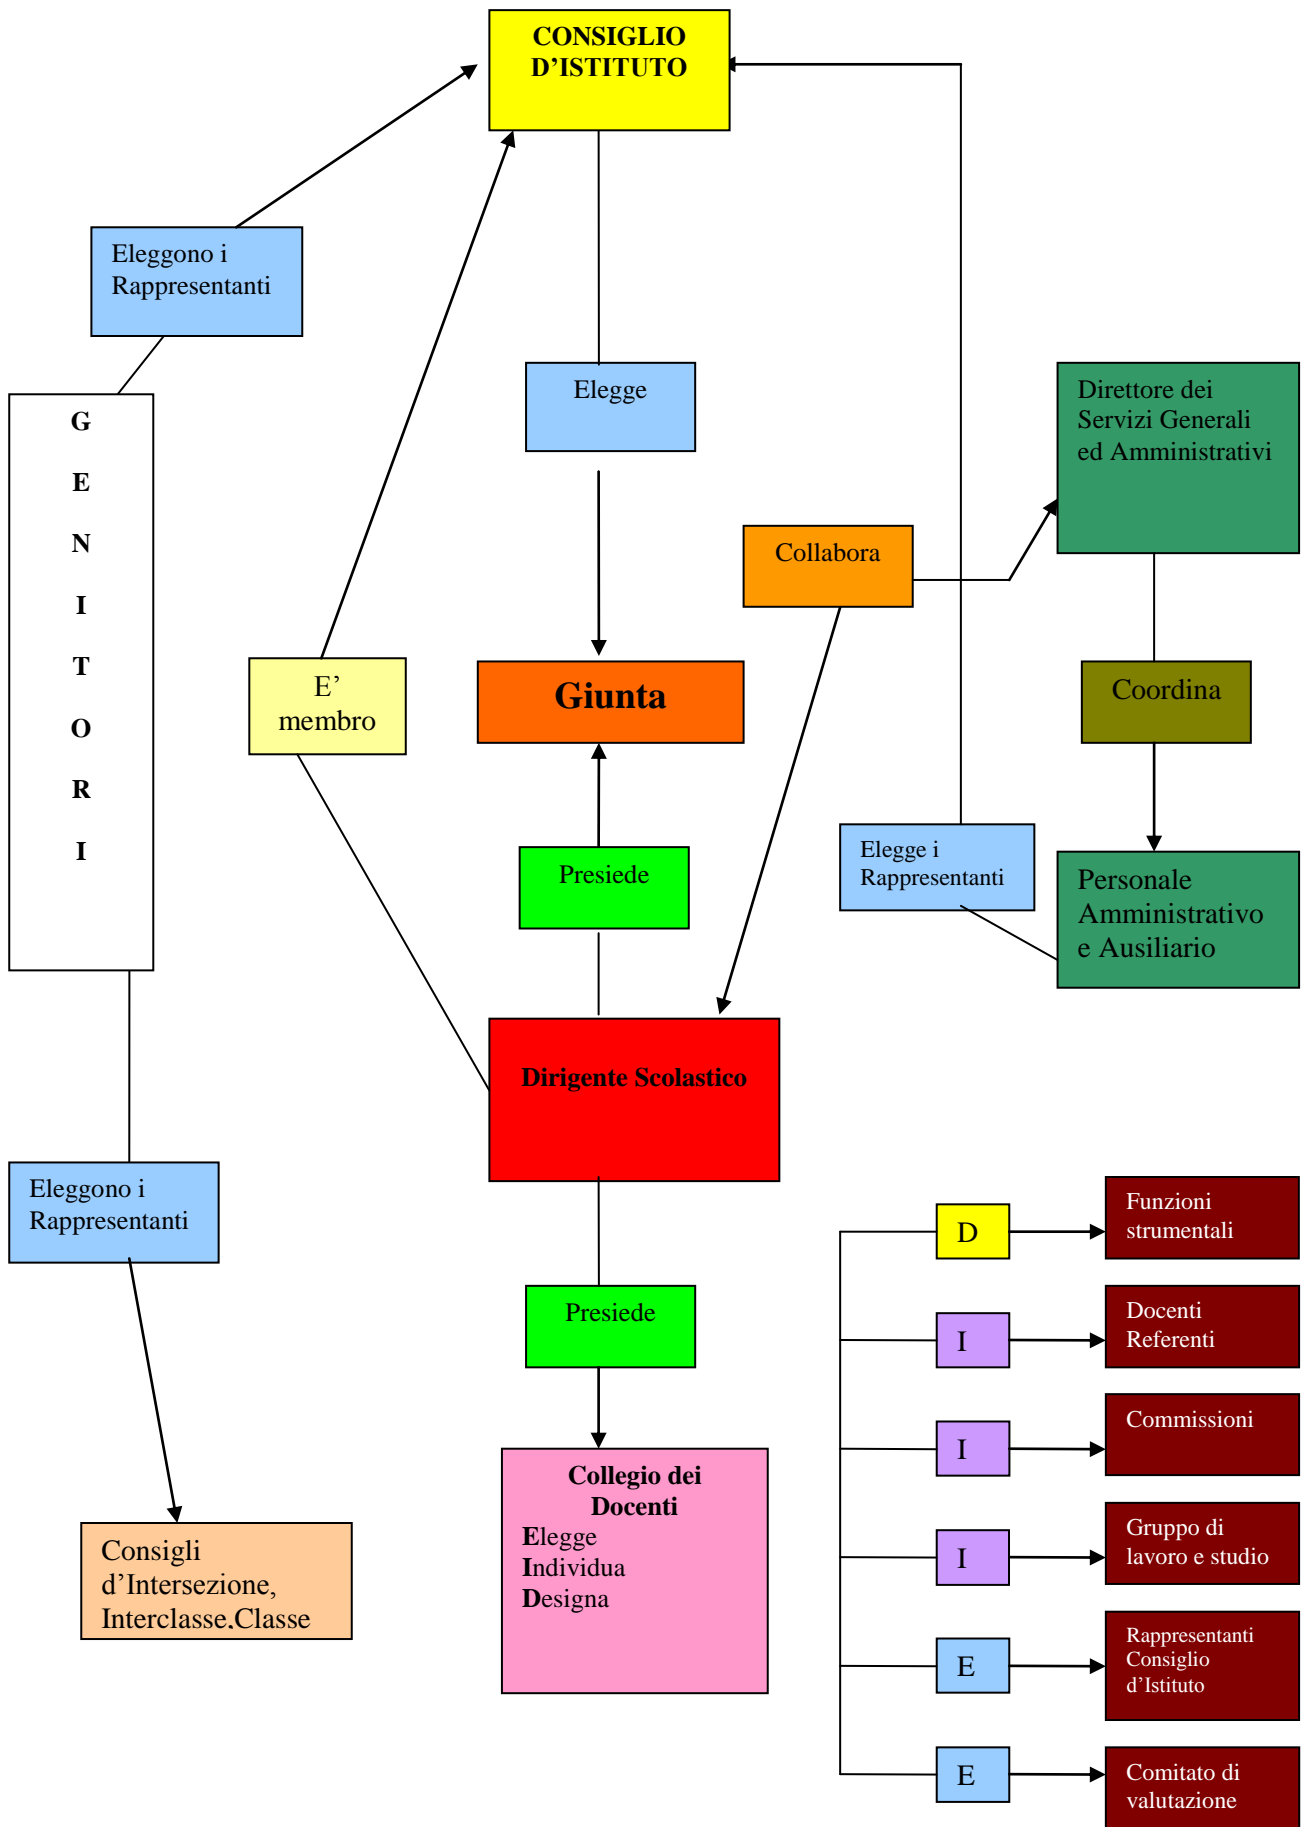 CONSIGLIO
D’ISTITUTO
Eleggono i
Rappresentanti
Elegge
Direttore dei
Servizi Generali
ed Amministrativi
G
E
N
I
T
O
R
I
Collabora
E’
membro
Giunta
Coordina
Presiede
Elegge i
Rappresentanti
Personale
Amministrativo
e Ausiliario
Dirigente Scolastico
Eleggono i
Rappresentanti
Presiede
Collegio dei
Docenti
Elegge
Individua
Designa
Consigli
d’Intersezione,
Interclasse,Classe
D
Funzioni
strumentali
I
Docenti
Referenti
I
Commissioni
I
Gruppo di
lavoro e studio
E
Rappresentanti
Consiglio
d’Istituto
E
Comitato di
valutazione